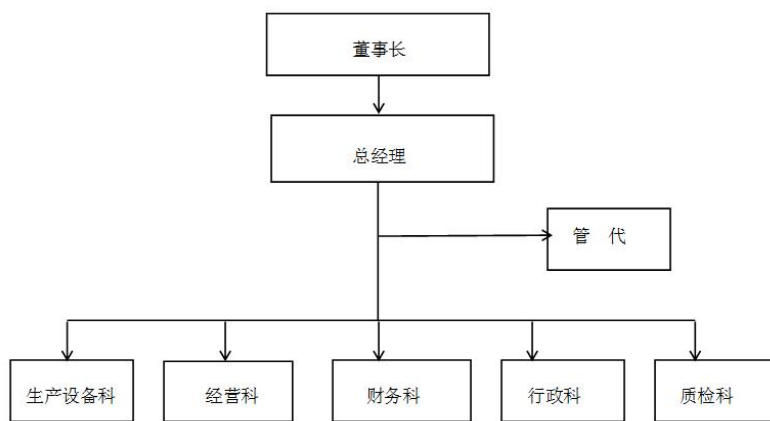 董事长
总经理
管 代
生产设备科
经营科
财务科
行政科
质检科